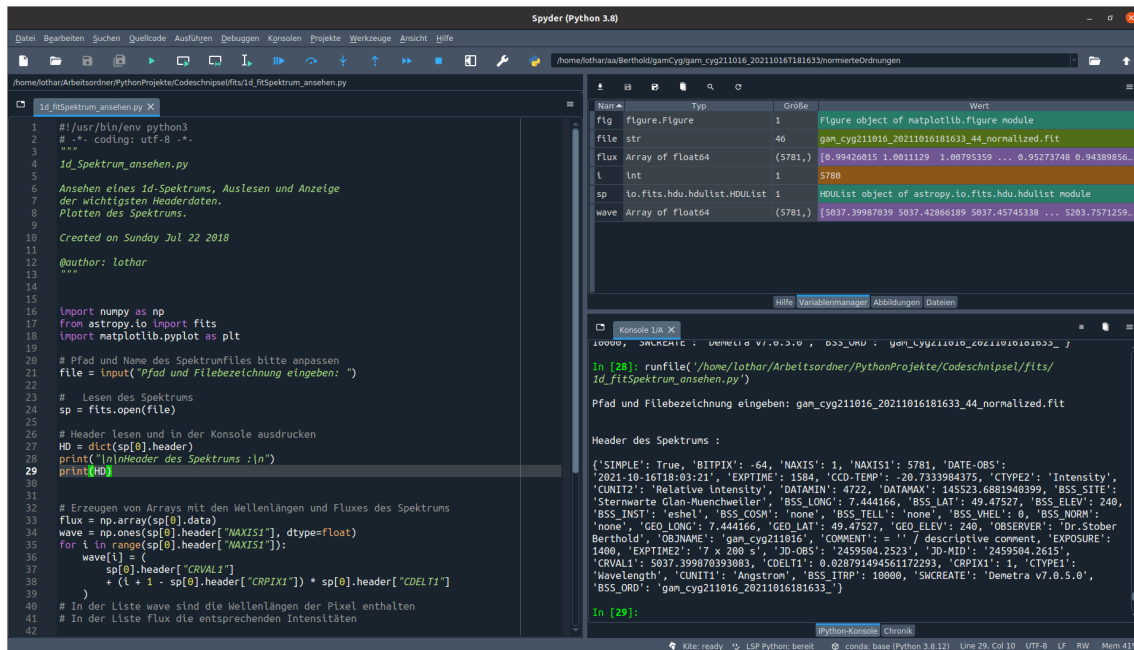 Spyder (Python 3.8)
Datei Bearbeiten Suchen Quellcode Ausführen Debuggen Konsolen Projekte Werkzeuge Ansicht Hilfe
/home/lothar/aa/Berthold/gamCyg/gam_cyg211016_20211016T181633/normierteOrdnungen
/home/lothar/Arbeitsordner/PythonProjekte/Codeschnipsel/fits/1d_fitSpektrum_ansehen.py
1d_fitSpektrum_ansehen.py
1 #!/usr/bin/env python3
2 # -*- coding: utf-8 -*-
3 """
4 1d_Spektrum_ansehen.py
5
6 Ansehen eines 1d-Spektrums, Auslesen und Anzeige
7 der wichtigsten Headerdaten.
8 Plotten des Spektrums.
9
10 Created on Sunday Jul 22 2018
11
12 @author: lothar
13 """
14
15
16 import numpy as np
17 from astropy.io import fits
18 import matplotlib.pyplot as plt
19
20 # Pfad und Name des Spektrumfiles bitte anpassen
21 file = input("Pfad und Filebezeichnung eingeben: ")
22
23 #   Lesen des Spektrums
24 sp = fits.open(file)
25
26 # Header lesen und in der Konsole ausdrucken
27 HD = dict(sp[0].header)
28 print("\n\nHeader des Spektrums :\n")
29 print(HD)
30
31
32 # Erzeugen von Arrays mit den Wellenlängen und Fluxes des Spektrums
33 flux = np.array(sp[0].data)
34 wave = np.ones(sp[0].header["NAXIS1"], dtype=float)
35 for i in range(sp[0].header["NAXIS1"]):
36     wave[i] = (
37         sp[0].header["CRVAL1"]
38         + (i + 1 - sp[0].header["CRPIX1"]) * sp[0].header["CDELT1"]
39     )
40 # In der Liste wave sind die Wellenlängen der Pixel enthalten
41 # In der Liste flux die entsprechenden Intensitäten
42
Nam Typ Größe Wert
fig figure.Figure 1 Figure object of matplotlib.figure module
file str 46 gam_cyg211016_20211016181633_44_normalized.fit
flux Array of float64 (5781,) [0.99426015 1.0011129 1.00795359 ... 0.95273748 0.94389856…
i int 1 5780
sp io.fits.hdu.hdulist.HDUList 1 HDUList object of astropy.io.fits.hdu.hdulist module
wave Array of float64 (5781,) [5037.39987039 5037.42866189 5037.45745338 ... 5203.7571259…
Hilfe Variablenmanager Abbildungen Dateien
Konsole 1/A
10000, 'SWCREATE': 'Demetra v7.0.5.0', 'BSS_ORD': 'gam_cyg211016_20211016181633_'}
In [28]: runfile('/home/lothar/Arbeitsordner/PythonProjekte/Codeschnipsel/fits/
1d_fitSpektrum_ansehen.py')
Pfad und Filebezeichnung eingeben: gam_cyg211016_20211016181633_44_normalized.fit
Header des Spektrums :
{'SIMPLE': True, 'BITPIX': -64, 'NAXIS': 1, 'NAXIS1': 5781, 'DATE-OBS':
'2021-10-16T18:03:21', 'EXPTIME': 1584, 'CCD-TEMP': -20.7333984375, 'CTYPE2': 'Intensity',
'CUNIT2': 'Relative intensity', 'DATAMIN': 4722, 'DATAMAX': 145523.6881940399, 'BSS_SITE':
'Sternwarte Glan-Muenchweiler', 'BSS_LONG': 7.444166, 'BSS_LAT': 49.47527, 'BSS_ELEV': 240,
'BSS_INST': 'eshel', 'BSS_COSM': 'none', 'BSS_TELL': 'none', 'BSS_VHEL': 0, 'BSS_NORM':
'none', 'GEO_LONG': 7.444166, 'GEO_LAT': 49.47527, 'GEO_ELEV': 240, 'OBSERVER': 'Dr.Stober
Berthold', 'OBJNAME': 'gam_cyg211016', 'COMMENT': = '' / descriptive comment, 'EXPOSURE':
1400, 'EXPTIME2': '7 x 200 s', 'JD-OBS': '2459504.2523', 'JD-MID': '2459504.2615',
'CRVAL1': 5037.399870393083, 'CDELT1': 0.028791494561172293, 'CRPIX1': 1, 'CTYPE1':
'Wavelength', 'CUNIT1': 'Angstrom', 'BSS_ITRP': 10000, 'SWCREATE': 'Demetra v7.0.5.0',
'BSS_ORD': 'gam_cyg211016_20211016181633_'}
In [29]:
IPython-Konsole Chronik
Kite: ready LSP Python: bereit conda: base (Python 3.8.12) Line 29, Col 10 UTF-8 LF RW Mem 41%